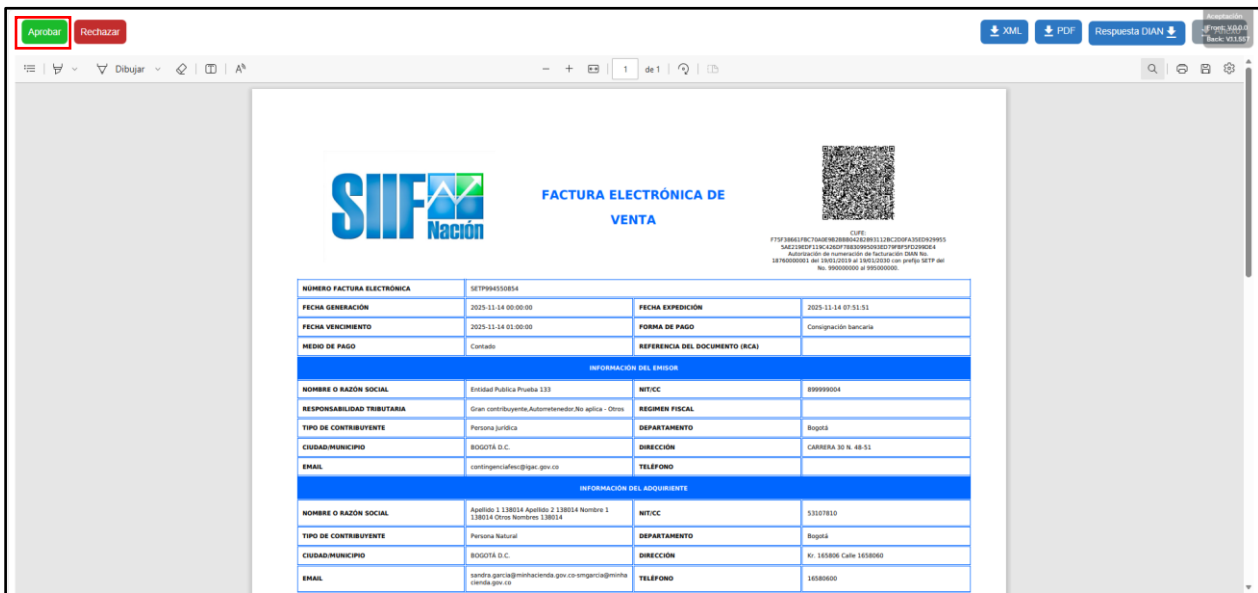 Aprobar Rechazar XML PDF Respuesta DIAN Aceptación
Front: V.0.0.0
Back: V.1.1.557
Dibujar 1 de 1
SIIF Nación
FACTURA ELECTRÓNICA DE
VENTA
CUFE:
Autorización de numeración de facturación DIAN No.
18760000001 del 19/01/2019 al 19/01/2030 con prefijo SETP del
No. 990000000 al 995000000.
NÚMERO FACTURA ELECTRÓNICA SETP994550854
FECHA GENERACIÓN 2025-11-14 00:00:00 FECHA EXPEDICIÓN 2025-11-14 07:51:51
FECHA VENCIMIENTO 2025-11-14 01:00:00 FORMA DE PAGO Consignación bancaria
MEDIO DE PAGO Contado REFERENCIA DEL DOCUMENTO (RCA)
INFORMACIÓN DEL EMISOR
NOMBRE O RAZÓN SOCIAL Entidad Publica Prueba 133 NIT/CC 899999004
RESPONSABILIDAD TRIBUTARIA Gran contribuyente,Autorretenedor,No aplica - Otros REGIMEN FISCAL
TIPO DE CONTRIBUYENTE Persona Jurídica DEPARTAMENTO Bogotá
CIUDAD/MUNICIPIO BOGOTÁ D.C. DIRECCIÓN CARRERA 30 N. 48-51
EMAIL contingenciafesc@igac.gov.co TELÉFONO
INFORMACIÓN DEL ADQUIRIENTE
NOMBRE O RAZÓN SOCIAL Apellido 1 138014 Apellido 2 138014 Nombre 1
138014 Otros Nombres 138014 NIT/CC 53107810
TIPO DE CONTRIBUYENTE Persona Natural DEPARTAMENTO Bogotá
CIUDAD/MUNICIPIO BOGOTÁ D.C. DIRECCIÓN Kr. 165806 Calle 1658060
EMAIL sandra.garcia@minhacienda.gov.co-smgarcia@minha
cienda.gov.co TELÉFONO 16580600